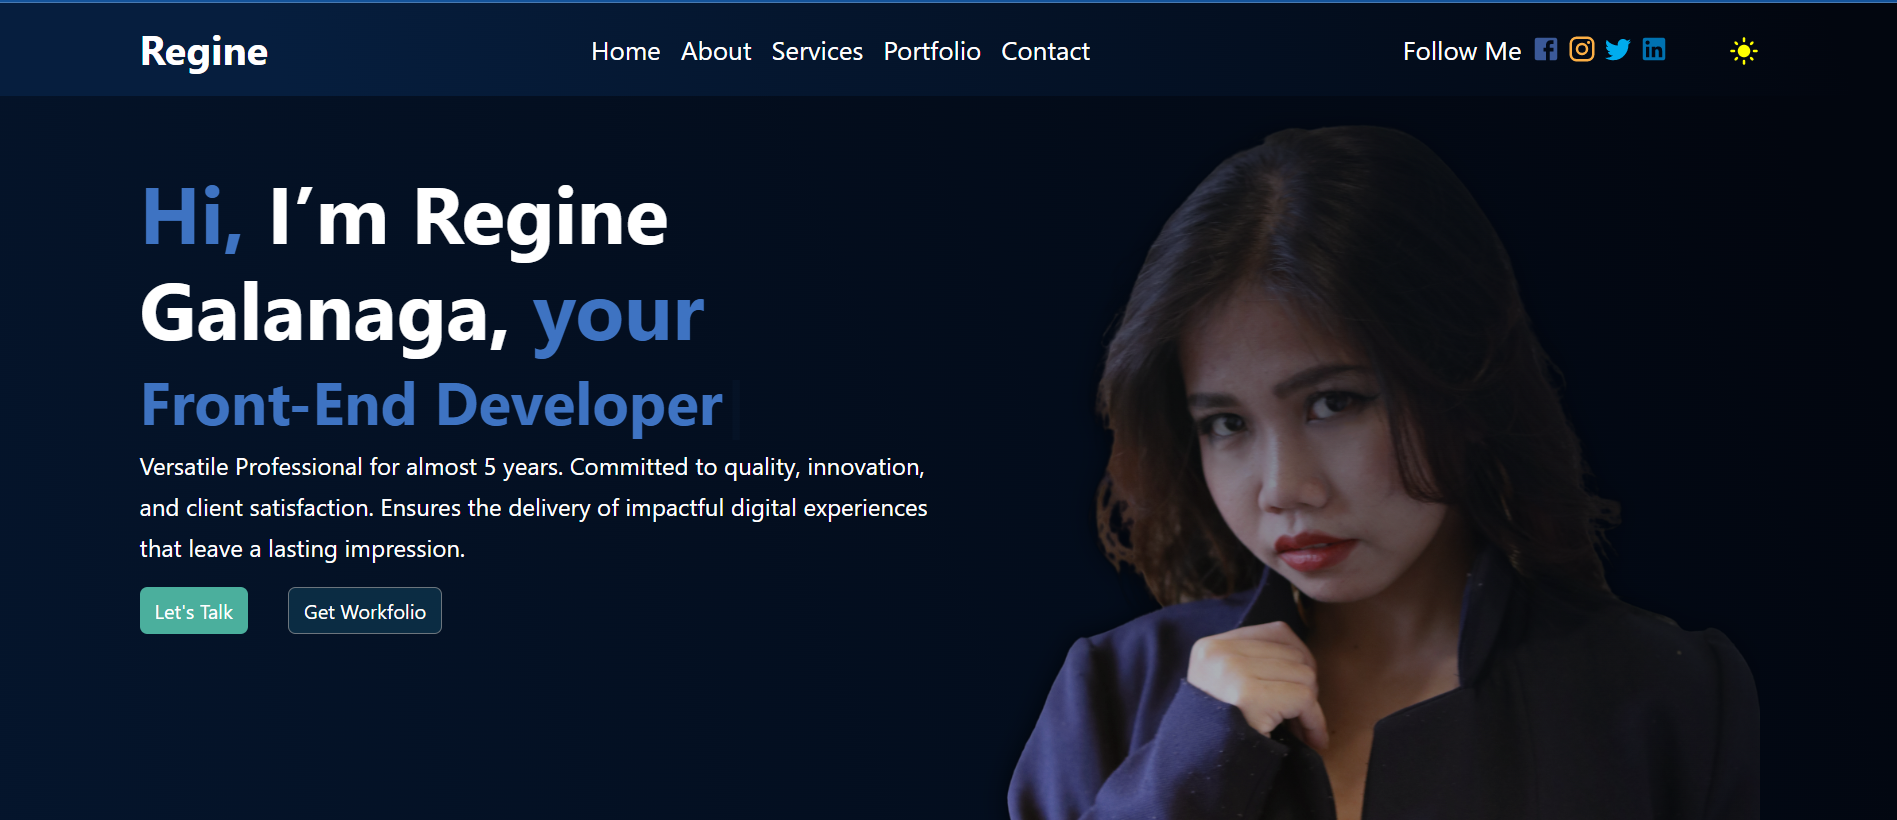 Regine
Home About Services Portfolio Contact
Follow Me
Hi, I’m Regine
Galanaga, your
Front-End Developer
Versatile Professional for almost 5 years. Committed to quality, innovation,
and client satisfaction. Ensures the delivery of impactful digital experiences
that leave a lasting impression.
Let's Talk
Get Workfolio